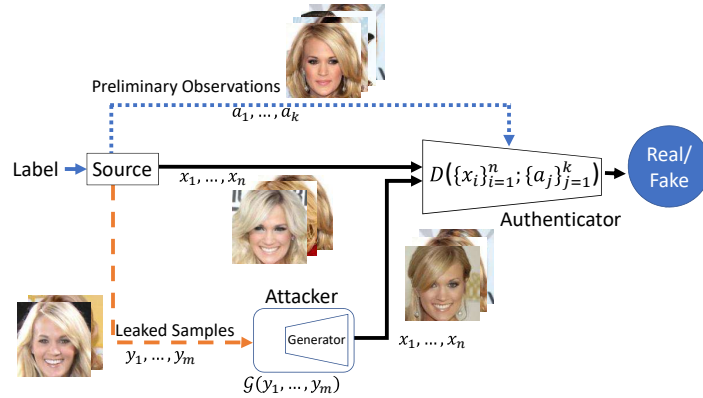 Preliminary Observations
a₁, … , aₖ
Label
Source
x₁, … , xₙ
D({xᵢ}ⁿᵢ₌₁; {aⱼ}ᵏⱼ₌₁)
Real/
Fake
Authenticator
Attacker
Leaked Samples
y₁, … , yₘ
Generator
x₁, … , xₙ
𝒢(y₁, … , yₘ)